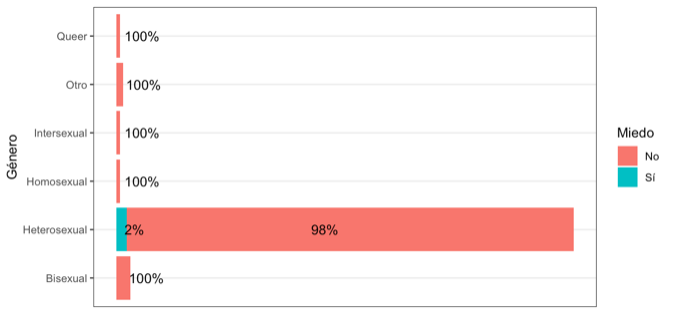 Queer
100%
Otro
100%
Intersexual
100%
Homosexual
100%
Heterosexual
2%
98%
Bisexual
100%
Género
Miedo
No
Sí